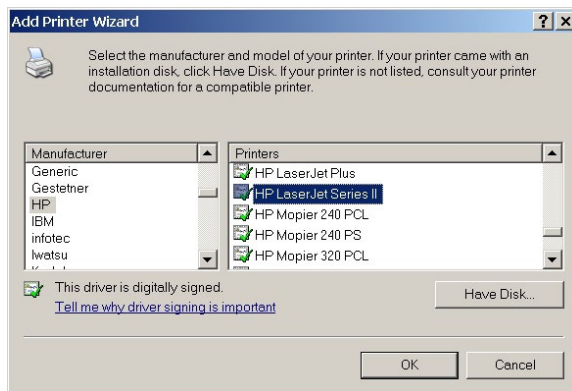 Add Printer Wizard
Select the manufacturer and model of your printer. If your printer came with an
installation disk, click Have Disk. If your printer is not listed, consult your printer
documentation for a compatible printer.
Manufacturer
Generic
Gestetner
HP
IBM
infotec
Iwatsu
Printers
HP LaserJet Plus
HP LaserJet Series II
HP Mopier 240 PCL
HP Mopier 240 PS
HP Mopier 320 PCL
This driver is digitally signed.
Tell me why driver signing is important
Have Disk...
OK
Cancel